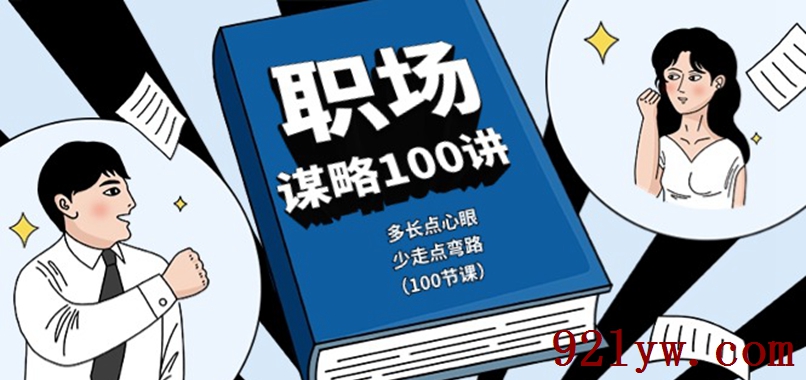 职场
谋略100讲
多长点心眼
少走点弯路
（100节课）
921yw.com